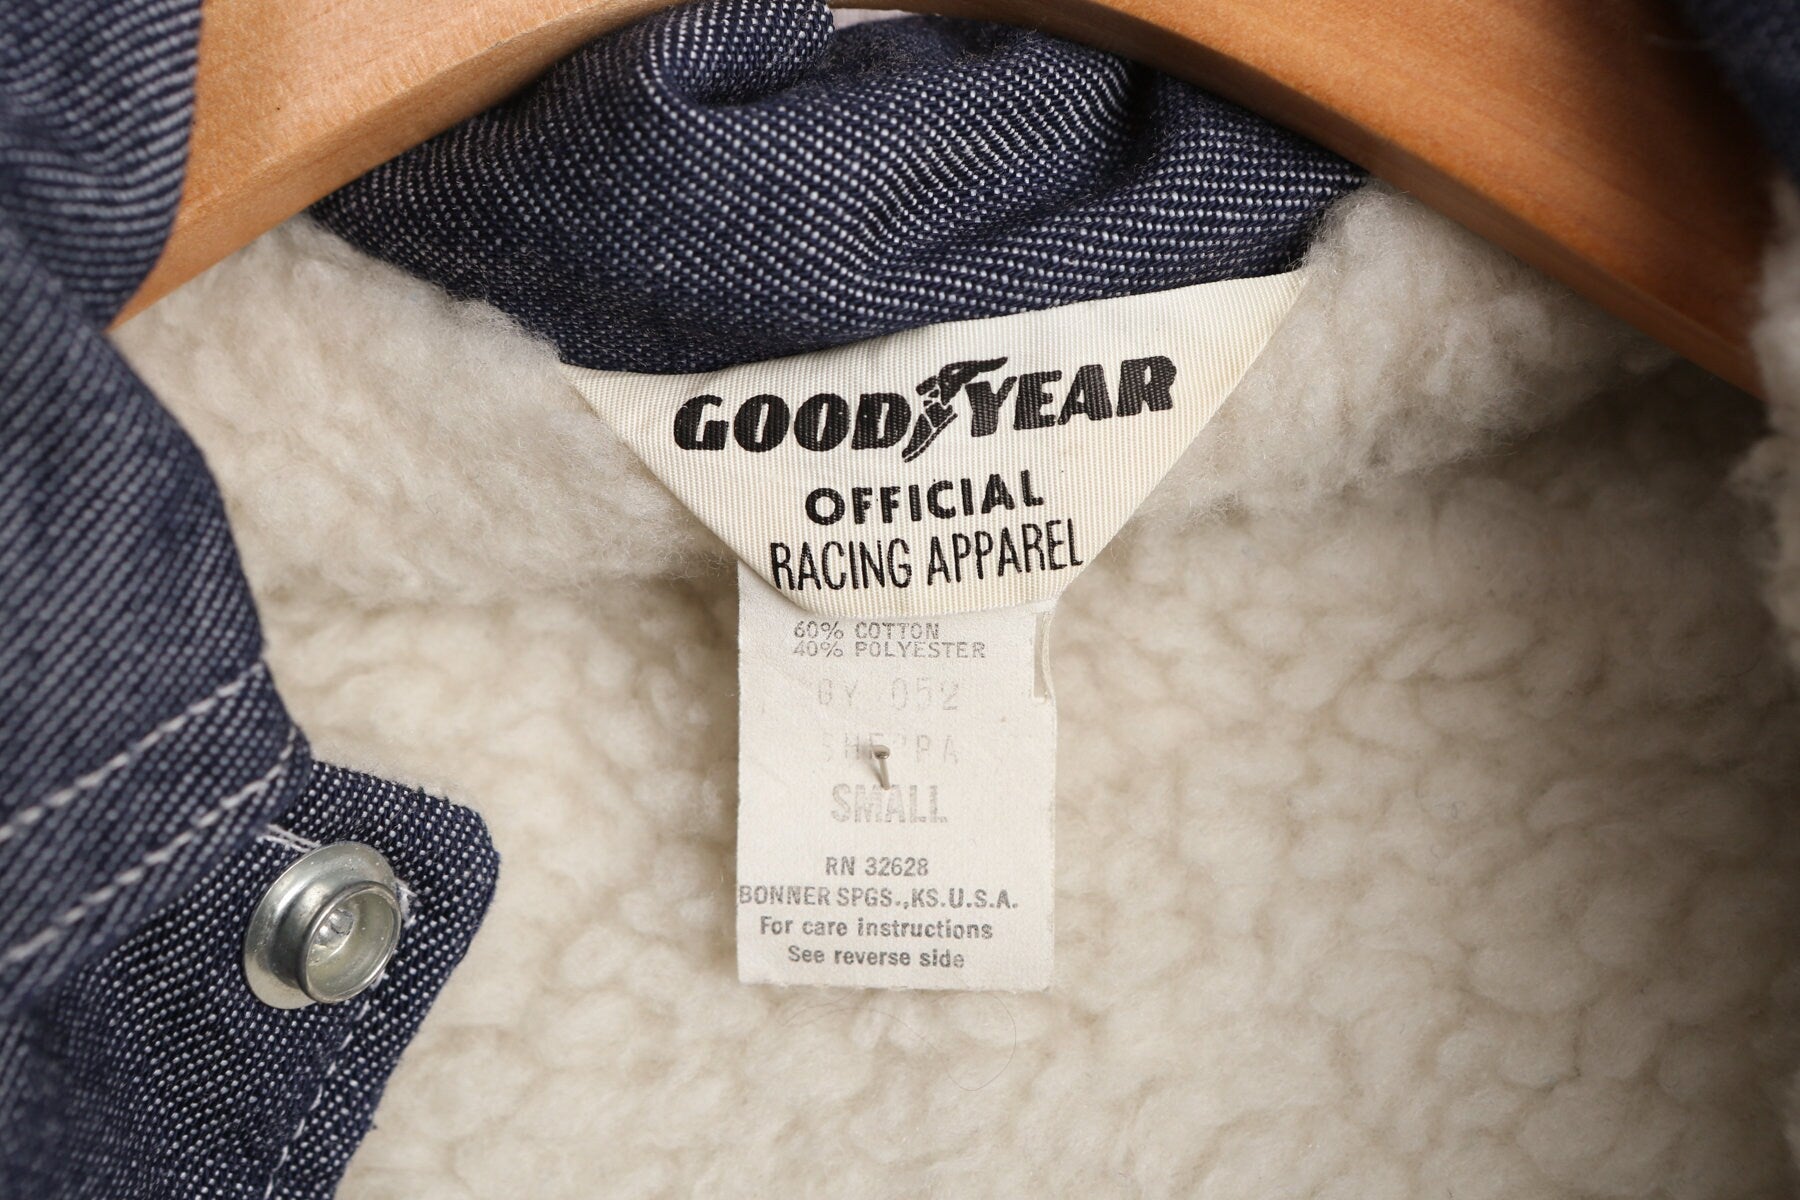 GOODYEAR
OFFICIAL
RACING APPAREL
60% COTTON
40% POLYESTER
GY 052
SHERPA
SMALL
RN 32628
BONNER SPGS.,KS.U.S.A.
For care instructions
See reverse side